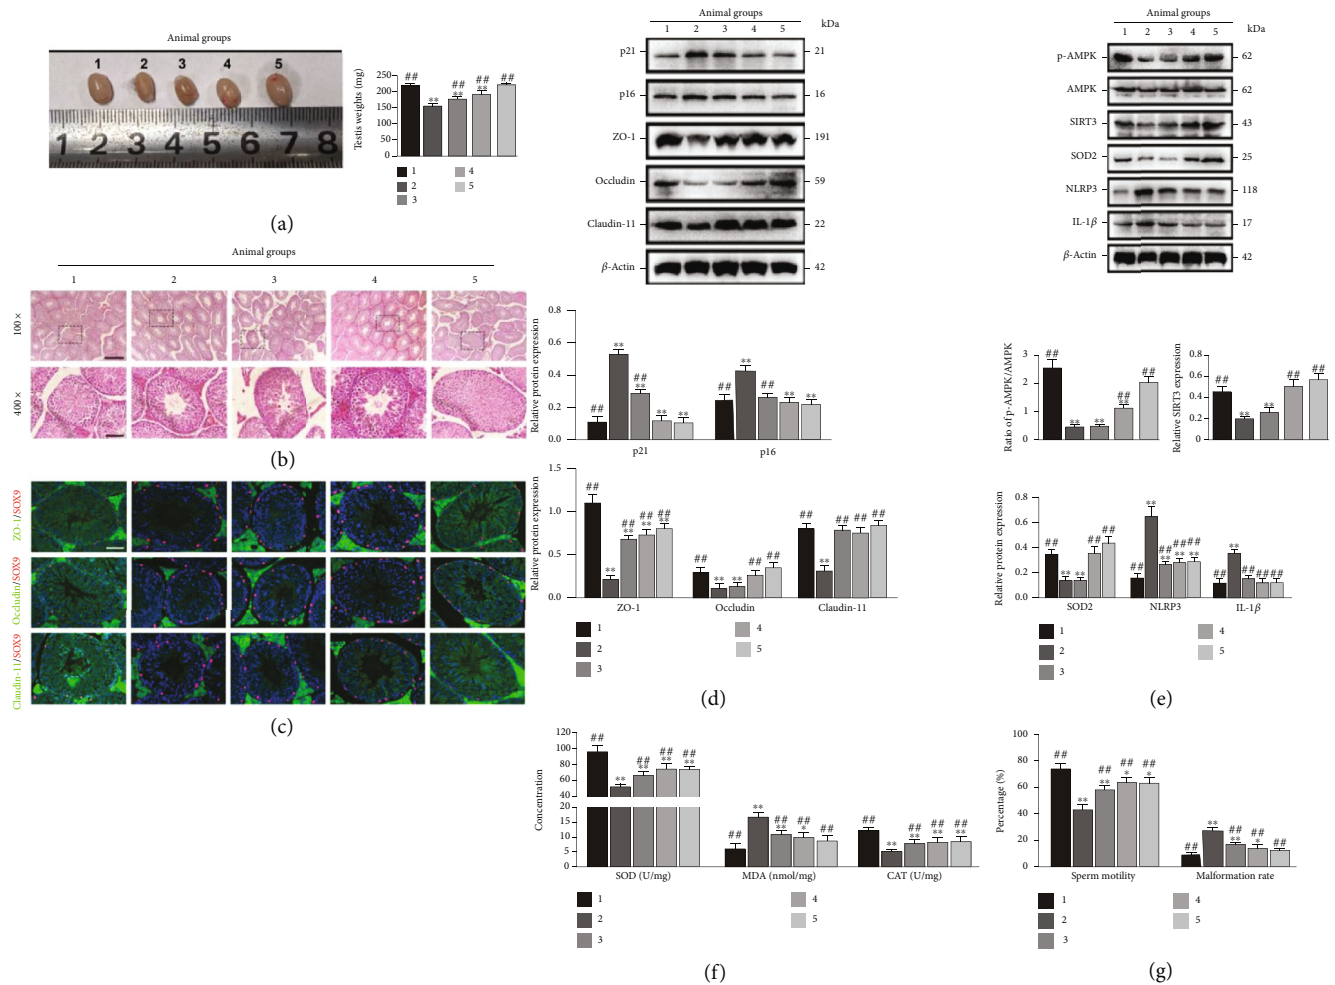 Animal groups
1 2 3 4 5
1 2 3 4 5 6 7 8
Testis weights (mg)
250
200
150
100
50
0
## ** ## ** ## ** ##
1 4
2 5
3
(a)
Animal groups
1 2 3 4 5
100×
400×
(b)
ZO-1/SOX9
Occludin/SOX9
Claudin-11/SOX9
(c)
Animal groups
1 2 3 4 5 kDa
p21 21
p16 16
ZO-1 191
Occludin 59
Claudin-11 22
β-Actin 42
Relative protein expression
0.8
0.6
0.4
0.2
0.0
## ** ## ** ** **
## ** ## ** **
p21 p16
Relative protein expression
1.5
1.0
0.5
0.0
## ** ## ** ## ** ## **
## ** ** ## ##
## ** ## ## ##
ZO-1 Occludin Claudin-11
1 4
2 5
3
(d)
Animal groups
1 2 3 4 5 kDa
p-AMPK 62
AMPK 62
SIRT3 43
SOD2 25
NLRP3 118
IL-1β 17
β-Actin 42
Ratio of p-AMPK/AMPK
3
2
1
0
## ** ** ## ** ##
Relative SIRT3 expression
0.8
0.6
0.4
0.2
0
## ** ** ## ##
Relative protein expression
0.8
0.6
0.4
0.2
0.0
## ** ** ## ##
## ** ## ** ## ** ## **
## ** ## ## ##
SOD2 NLRP3 IL-1β
1 4
2 5
3
(e)
Concentration
120
100
80
60
40
20
15
10
5
0
## ** ## ** ## ** ## **
## ** ## ** ## * ##
## ** ## ** ## ** ## **
SOD (U/mg) MDA (nmol/mg) CAT (U/mg)
1 4
2 5
3
(f)
Percentage (%)
100
80
60
40
20
0
## ** ## ** ## * ## *
## ** ## ** ## * ##
Sperm motility Malformation rate
1 4
2 5
3
(g)